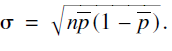 σ = √(np̅(1 − p̅)).